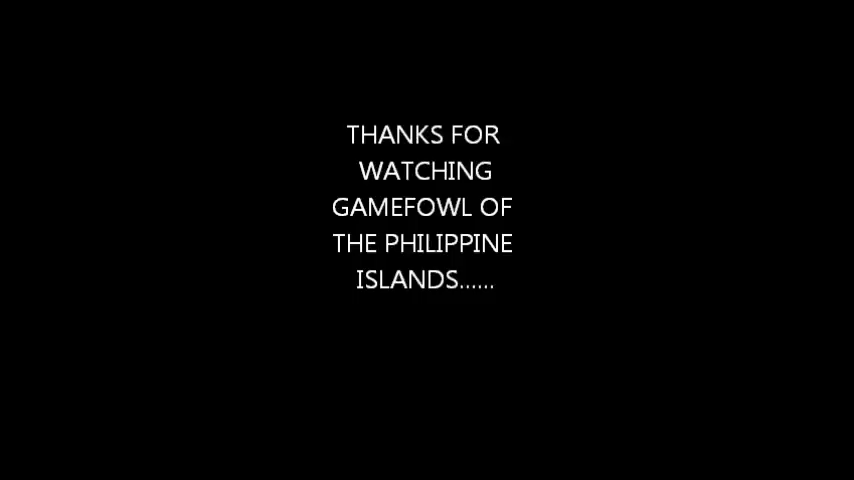 THANKS FOR
WATCHING
GAMEFOWL OF
THE PHILIPPINE
ISLANDS......